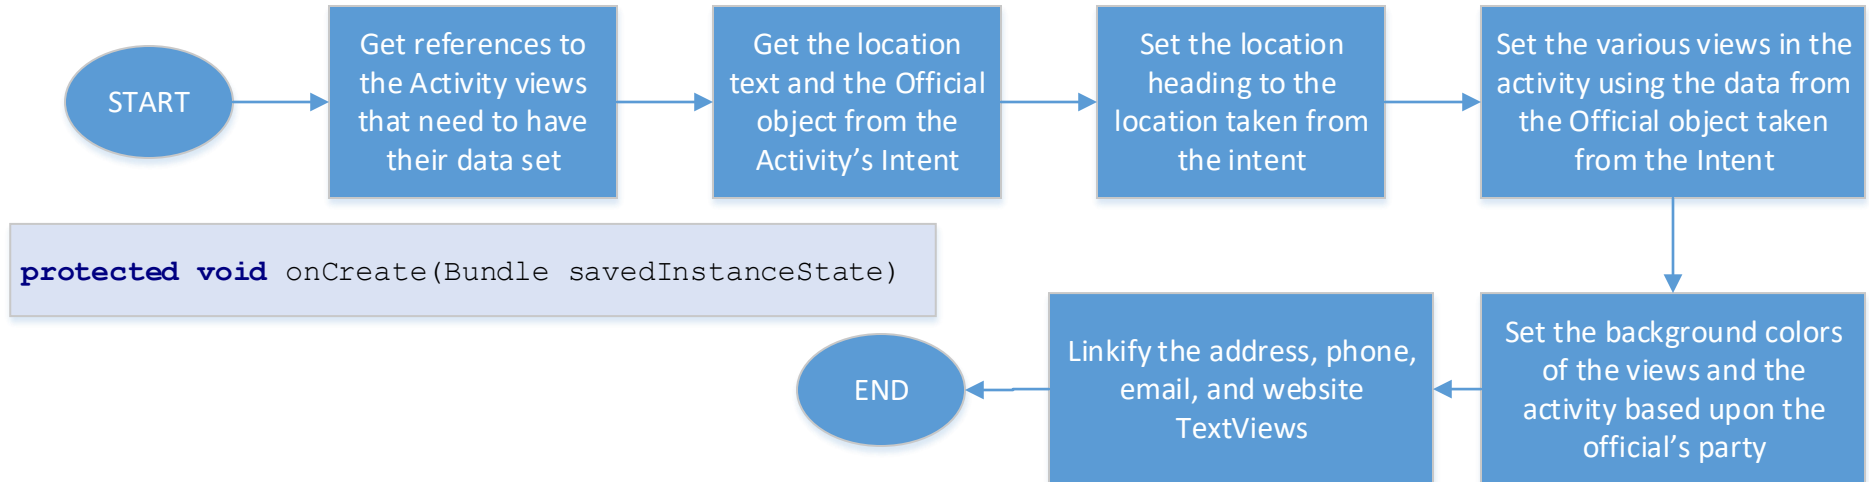 START
Get references to
the Activity views
that need to have
their data set
Get the location
text and the Official
object from the
Activity’s Intent
Set the location
heading to the
location taken from
the intent
Set the various views in the
activity using the data from
the Official object taken
from the Intent
protected void onCreate(Bundle savedInstanceState)
Set the background colors
of the views and the
activity based upon the
official’s party
Linkify the address, phone,
email, and website
TextViews
END